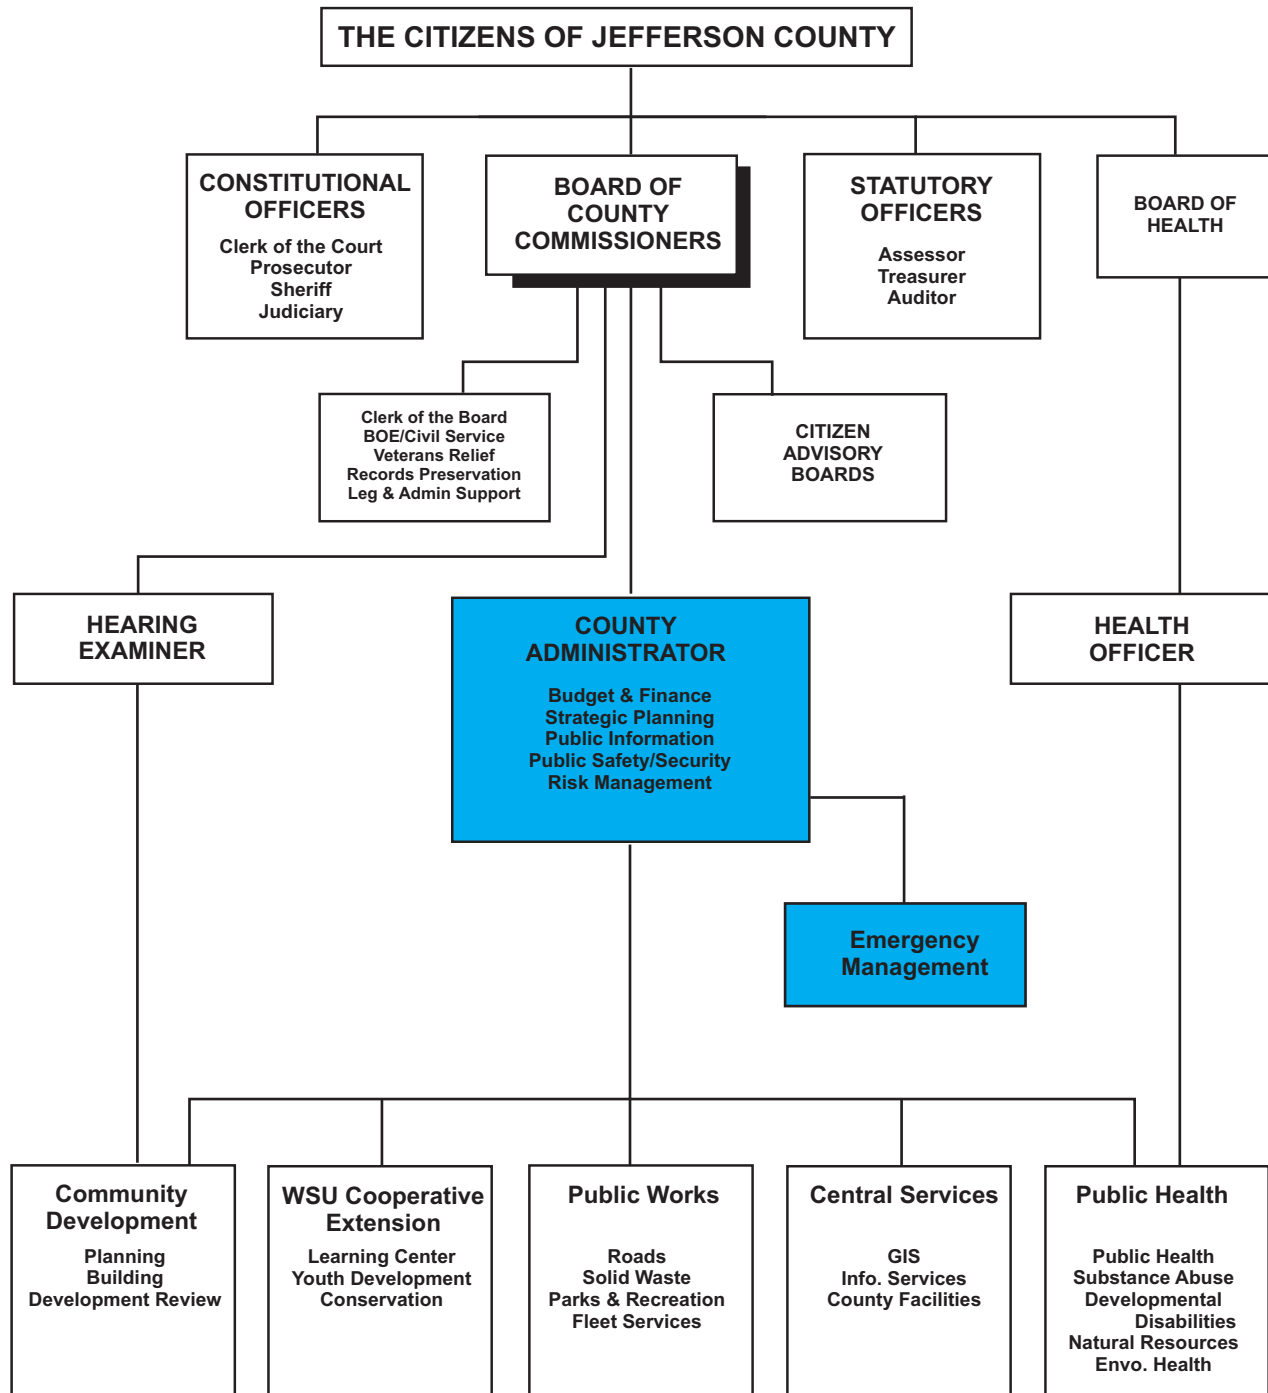 THE CITIZENS OF JEFFERSON COUNTY
CONSTITUTIONAL
OFFICERS
Clerk of the Court
Prosecutor
Sheriff
Judiciary
BOARD OF
COUNTY
COMMISSIONERS
STATUTORY
OFFICERS
Assessor
Treasurer
Auditor
BOARD OF
HEALTH
Clerk of the Board
BOE/Civil Service
Veterans Relief
Records Preservation
Leg & Admin Support
CITIZEN
ADVISORY
BOARDS
HEARING
EXAMINER
COUNTY
ADMINISTRATOR
Budget & Finance
Strategic Planning
Public Information
Public Safety/Security
Risk Management
HEALTH
OFFICER
Emergency
Management
Community
Development
Planning
Building
Development Review
WSU Cooperative
Extension
Learning Center
Youth Development
Conservation
Public Works
Roads
Solid Waste
Parks & Recreation
Fleet Services
Central Services
GIS
Info. Services
County Facilities
Public Health
Public Health
Substance Abuse
Developmental
Disabilities
Natural Resources
Envo. Health